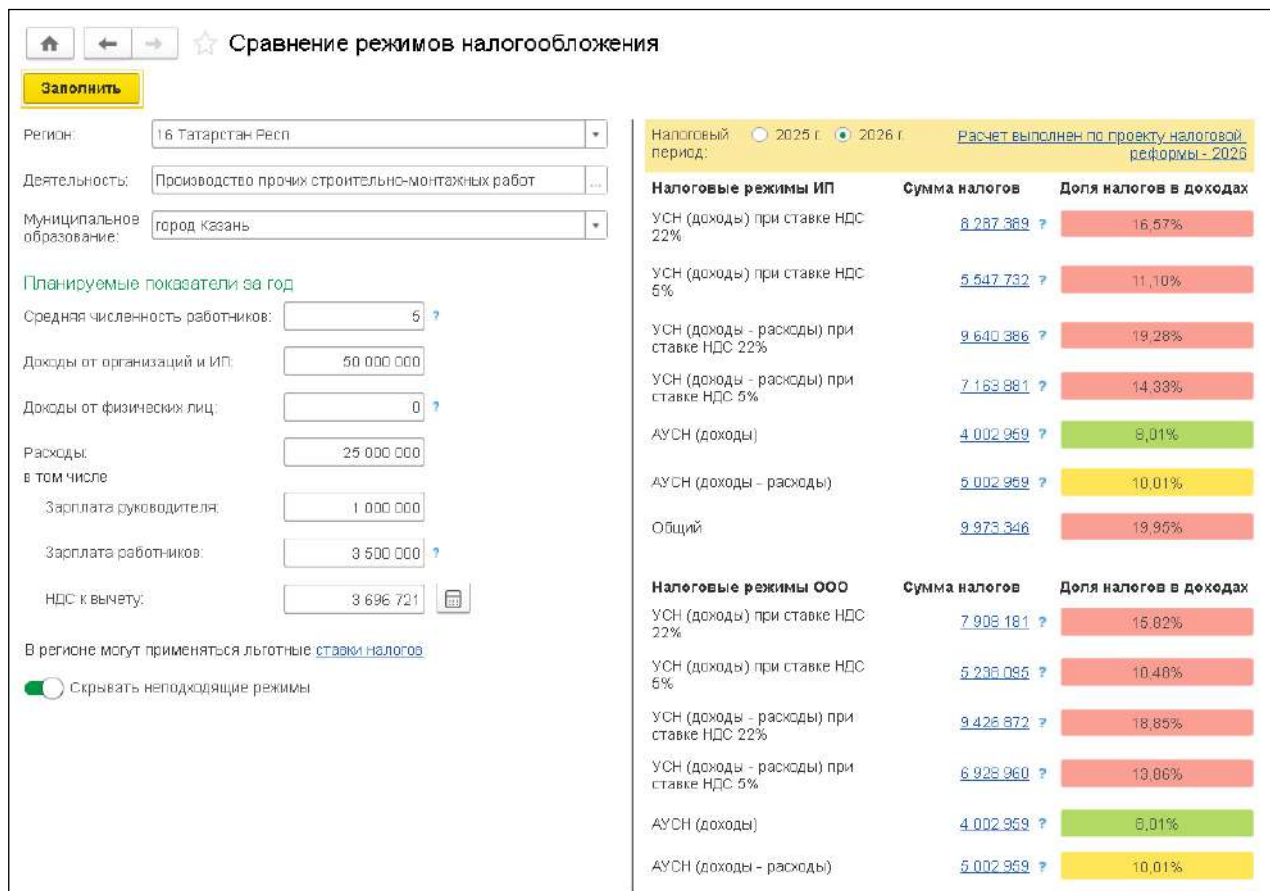 Сравнение режимов налогообложения
Заполнить
Регион: 16 Татарстан Респ
Деятельность: Производство прочих строительно-монтажных работ ...
Муниципальное
образование: город Казань
Планируемые показатели за год
Средняя численность работников: 5 ?
Доходы от организаций и ИП: 50 000 000
Доходы от физических лиц: 0 ?
Расходы: 25 000 000
в том числе
Зарплата руководителя: 1 000 000
Зарплата работников: 3 500 000 ?
НДС к вычету: 3 696 721
В регионе могут применяться льготные ставки налогов
Скрывать неподходящие режимы
Налоговый 2025 г. 2026 г. Расчет выполнен по проекту налоговой
период: реформы - 2026
Налоговые режимы ИП Сумма налогов Доля налогов в доходах
УСН (доходы) при ставке НДС
22% 8 287 389 ? 16,57%
УСН (доходы) при ставке НДС
5% 5 547 732 ? 11,10%
УСН (доходы - расходы) при
ставке НДС 22% 9 640 386 ? 19,28%
УСН (доходы - расходы) при
ставке НДС 5% 7 163 881 ? 14,33%
АУСН (доходы) 4 002 959 ? 8,01%
АУСН (доходы - расходы) 5 002 959 ? 10,01%
Общий 9 973 346 19,95%
Налоговые режимы ООО Сумма налогов Доля налогов в доходах
УСН (доходы) при ставке НДС
22% 7 908 181 ? 15,82%
УСН (доходы) при ставке НДС
5% 5 238 095 ? 10,48%
УСН (доходы - расходы) при
ставке НДС 22% 9 426 872 ? 18,85%
УСН (доходы - расходы) при
ставке НДС 5% 6 928 960 ? 13,86%
АУСН (доходы) 4 002 959 ? 8,01%
АУСН (доходы - расходы) 5 002 959 ? 10,01%